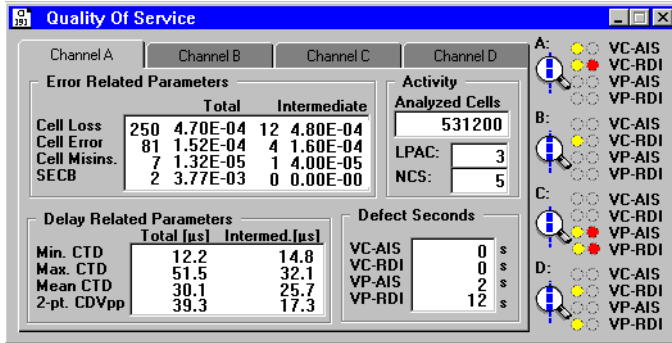 CI
191
Quality Of Service
Channel A Channel B Channel C Channel D
Error Related Parameters
Total Intermediate
Cell Loss 250 4.70E-04 12 4.80E-04
Cell Error 81 1.52E-04 4 1.60E-04
Cell Misins. 7 1.32E-05 1 4.00E-05
SECB 2 3.77E-03 0 0.00E-00
Activity
Analyzed Cells
531200
LPAC: 3
NCS: 5
Delay Related Parameters
Total [µs] Intermed.[µs]
Min. CTD 12.2 14.8
Max. CTD 51.5 32.1
Mean CTD 30.1 25.7
2-pt. CDVpp 39.3 17.3
Defect Seconds
VC-AIS 0 s
VC-RDI 0 s
VP-AIS 2 s
VP-RDI 12 s
A:
VC-AIS
VC-RDI
VP-AIS
VP-RDI
B:
VC-AIS
VC-RDI
VP-AIS
VP-RDI
C:
VC-AIS
VC-RDI
VP-AIS
VP-RDI
D:
VC-AIS
VC-RDI
VP-AIS
VP-RDI